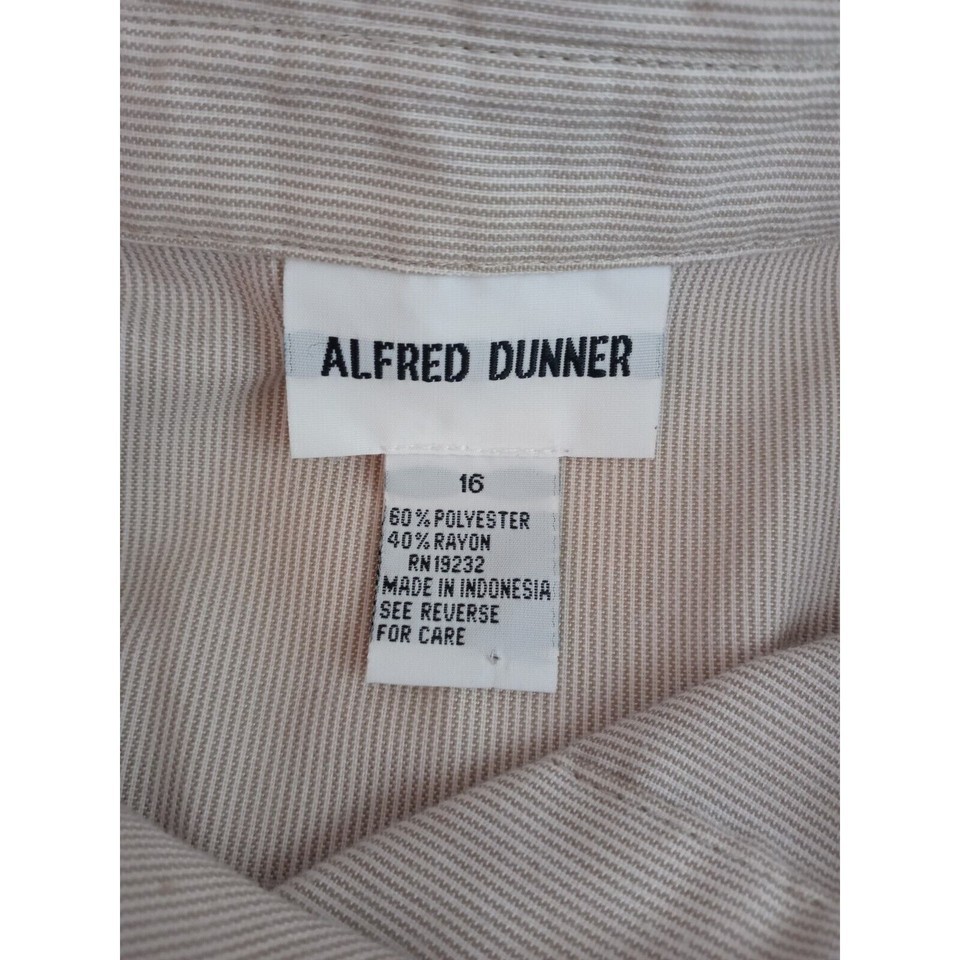 ALFRED DUNNER
16
60% POLYESTER
40% RAYON
RN 19232
MADE IN INDONESIA
SEE REVERSE
FOR CARE